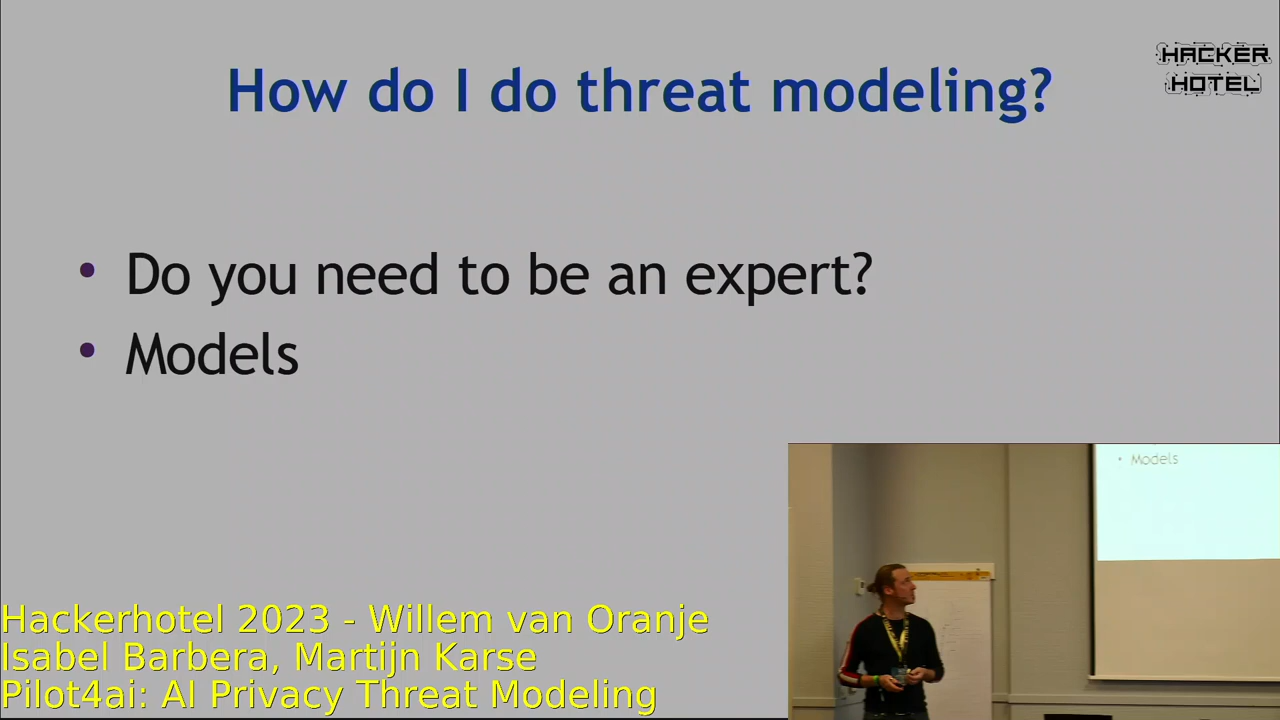 How do I do threat modeling?
HACKER
HOTEL
• Do you need to be an expert?
• Models
• Models
Hackerhotel 2023 - Willem van Oranje
Isabel Barbera, Martijn Karse
Pilot4ai: AI Privacy Threat Modeling